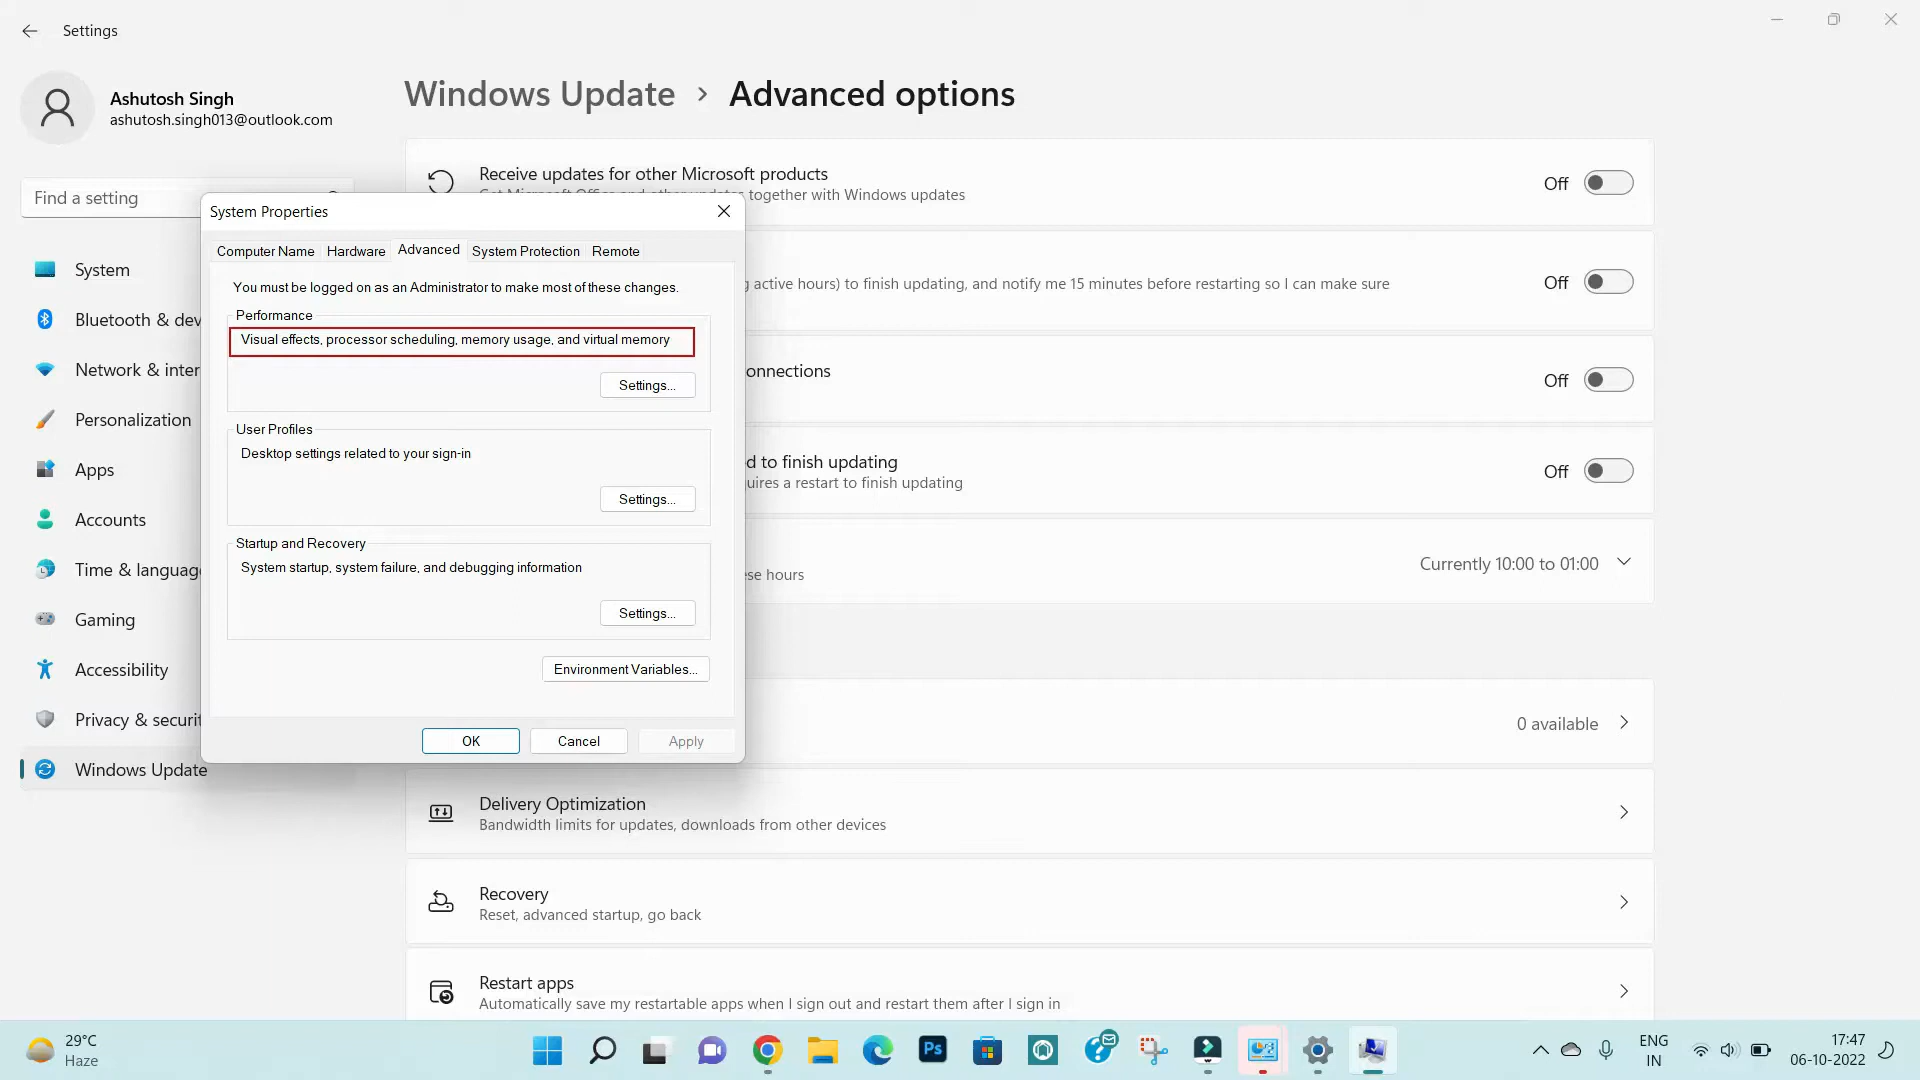 Settings
Ashutosh Singh
ashutosh.singh013@outlook.com
Find a setting
System
Bluetooth & dev
Network & inter
Personalization
Apps
Accounts
Time & languag
Gaming
Accessibility
Privacy & securit
Windows Update
Windows Update > Advanced options
Receive updates for other Microsoft products
Get Microsoft Office and other updates together with Windows updates
Off
active hours) to finish updating, and notify me 15 minutes before restarting so I can make sure
Off
onnections
Off
d to finish updating
uires a restart to finish updating
Off
ese hours
Currently 10:00 to 01:00
0 available
Delivery Optimization
Bandwidth limits for updates, downloads from other devices
Recovery
Reset, advanced startup, go back
Restart apps
Automatically save my restartable apps when I sign out and restart them after I sign in
System Properties
Computer Name
Hardware
Advanced
System Protection
Remote
You must be logged on as an Administrator to make most of these changes.
Performance
Visual effects, processor scheduling, memory usage, and virtual memory
Settings...
User Profiles
Desktop settings related to your sign-in
Settings...
Startup and Recovery
System startup, system failure, and debugging information
Settings...
Environment Variables...
OK
Cancel
Apply
29°C
Haze
Ps
ENG
IN
17:47
06-10-2022